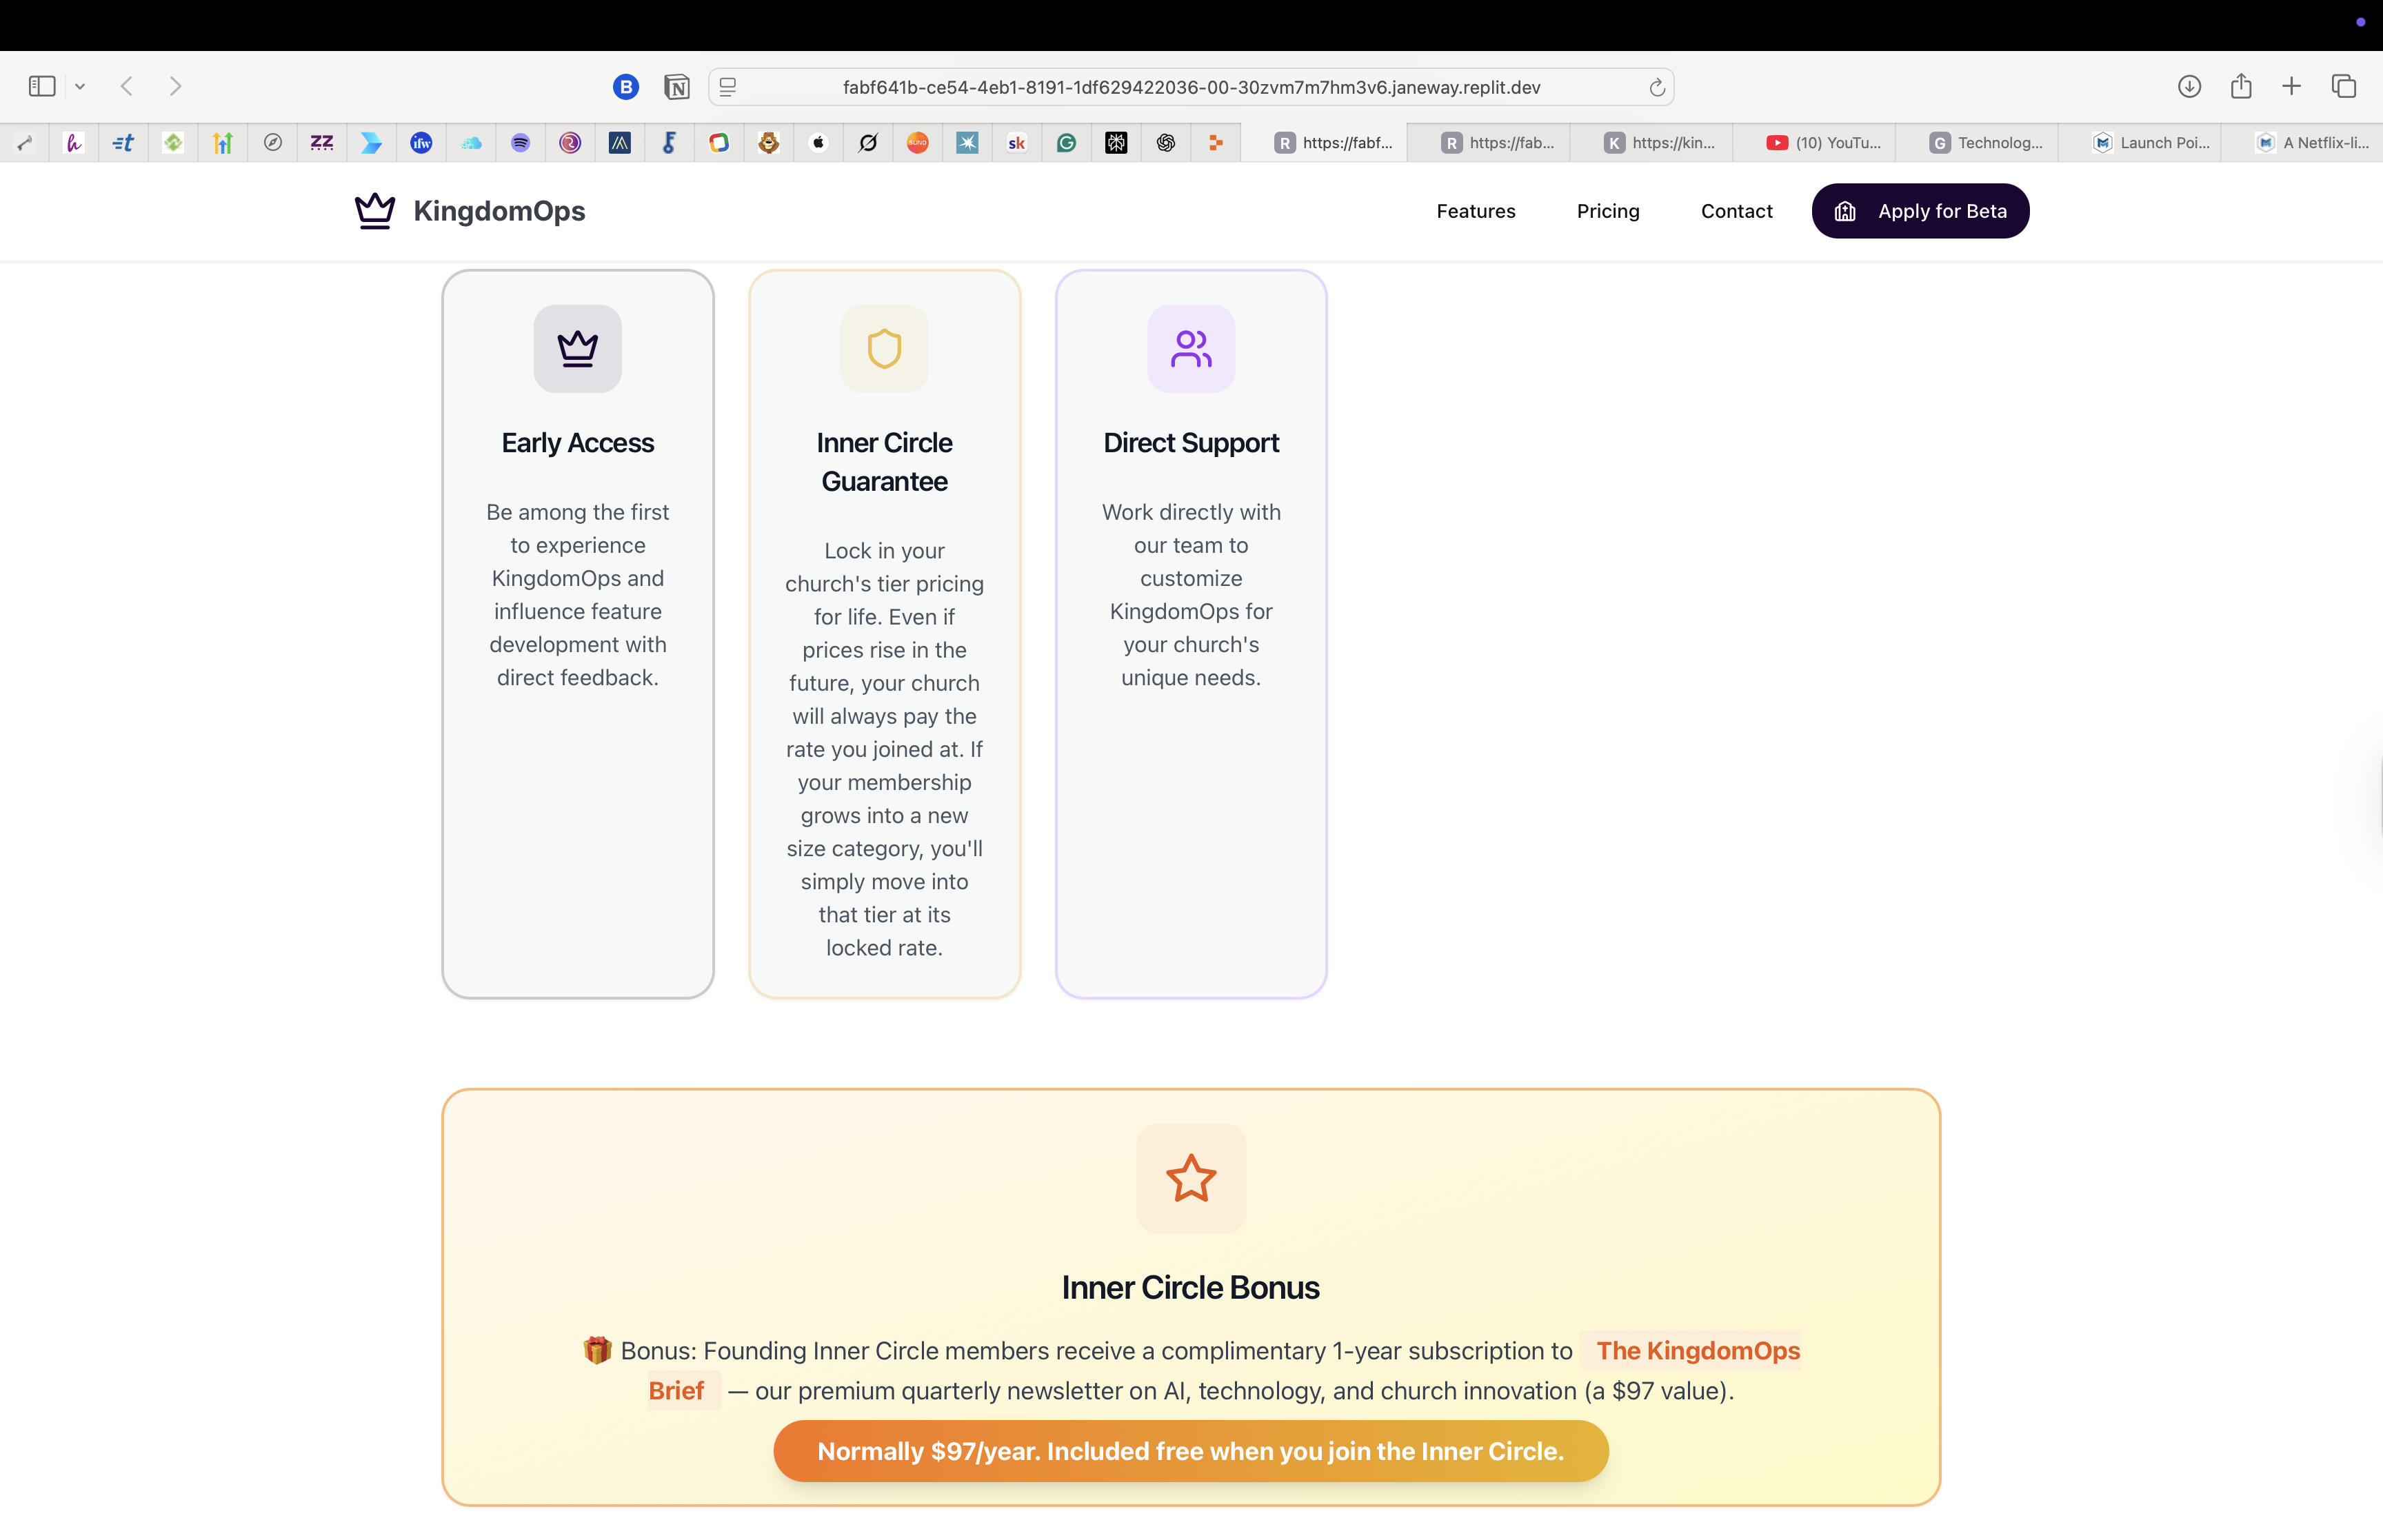 fabf641b-ce54-4eb1-8191-1df629422036-00-30zvm7m7hm3v6.janeway.replit.dev
https://fabf...
https://fab...
https://kin...
(10) YouTu...
Technolog...
Launch Poi...
A Netflix-li...
KingdomOps
Features
Pricing
Contact
Apply for Beta
Early Access
Be among the first
to experience
KingdomOps and
influence feature
development with
direct feedback.
Inner Circle
Guarantee
Lock in your
church's tier pricing
for life. Even if
prices rise in the
future, your church
will always pay the
rate you joined at. If
your membership
grows into a new
size category, you'll
simply move into
that tier at its
locked rate.
Direct Support
Work directly with
our team to
customize
KingdomOps for
your church's
unique needs.
Inner Circle Bonus
🎁 Bonus: Founding Inner Circle members receive a complimentary 1-year subscription to The KingdomOps
Brief — our premium quarterly newsletter on AI, technology, and church innovation (a $97 value).
Normally $97/year. Included free when you join the Inner Circle.